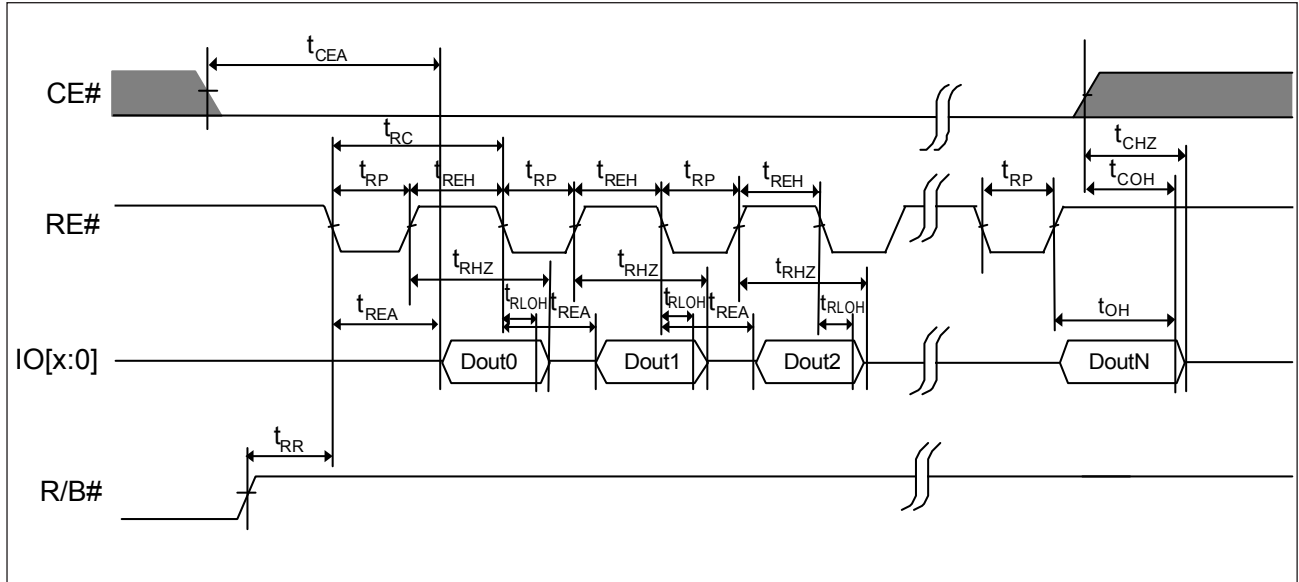 tCEA
CE#
tCHZ
tRC
tCOH
tRP tREH tRP tREH tRP tREH tRP
RE#
tRHZ tRHZ tRHZ
tRLOH tRLOH tRLOH
tREA tREA tREA tOH
IO[x:0] Dout0 Dout1 Dout2 DoutN
tRR
R/B#